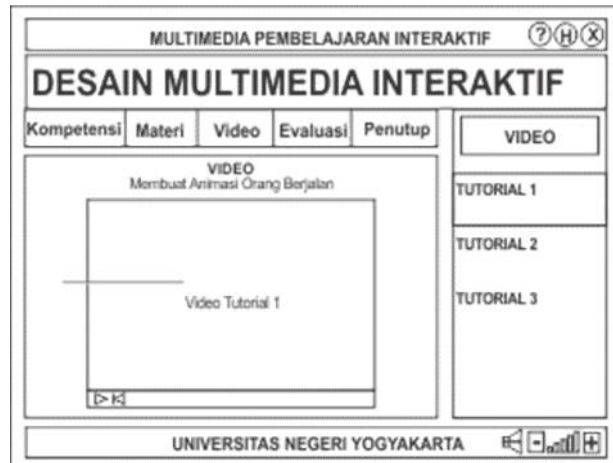 MULTIMEDIA PEMBELAJARAN INTERAKTIF ? H X
DESAIN MULTIMEDIA INTERAKTIF
Kompetensi Materi Video Evaluasi Penutup
VIDEO
Membuat Animasi Orang Berjalan
Video Tutorial 1
VIDEO
TUTORIAL 1
TUTORIAL 2
TUTORIAL 3
UNIVERSITAS NEGERI YOGYAKARTA - +